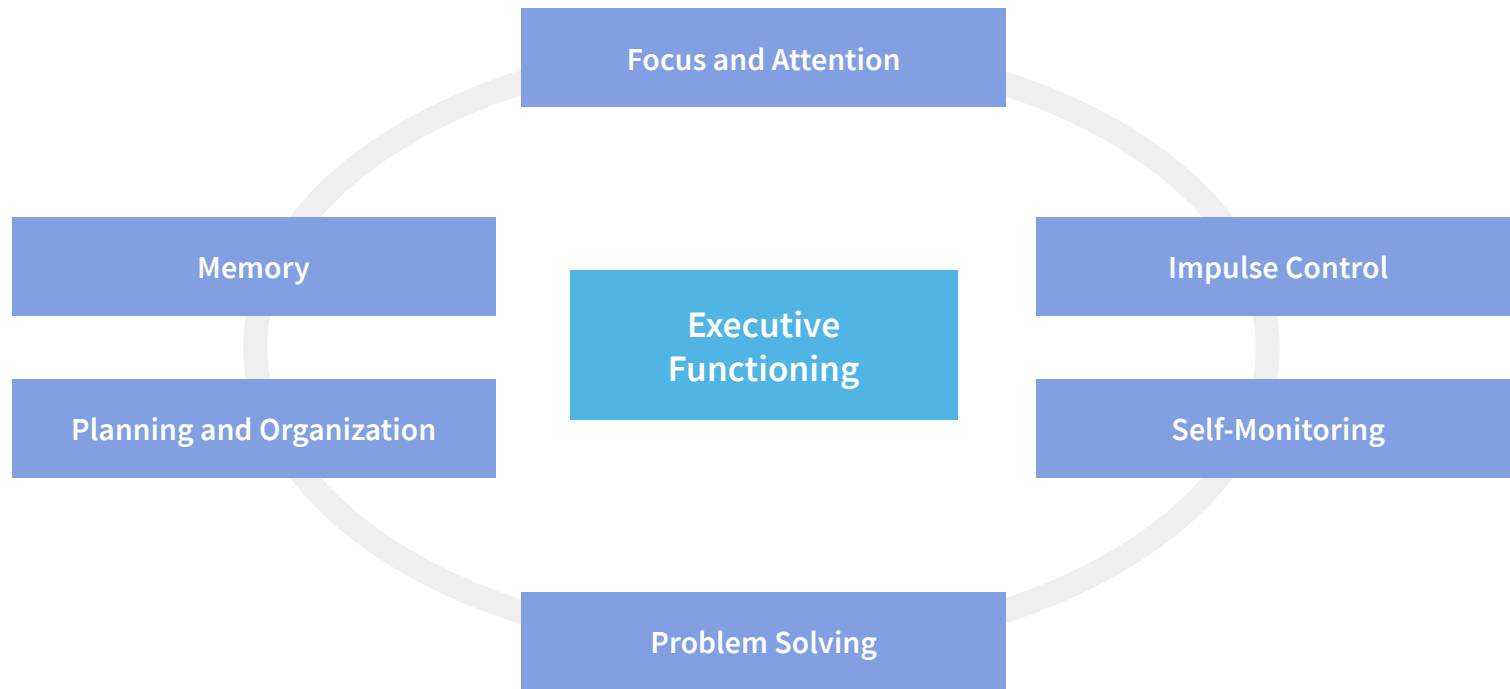 Focus and Attention
Memory
Impulse Control
Executive
Functioning
Planning and Organization
Self-Monitoring
Problem Solving